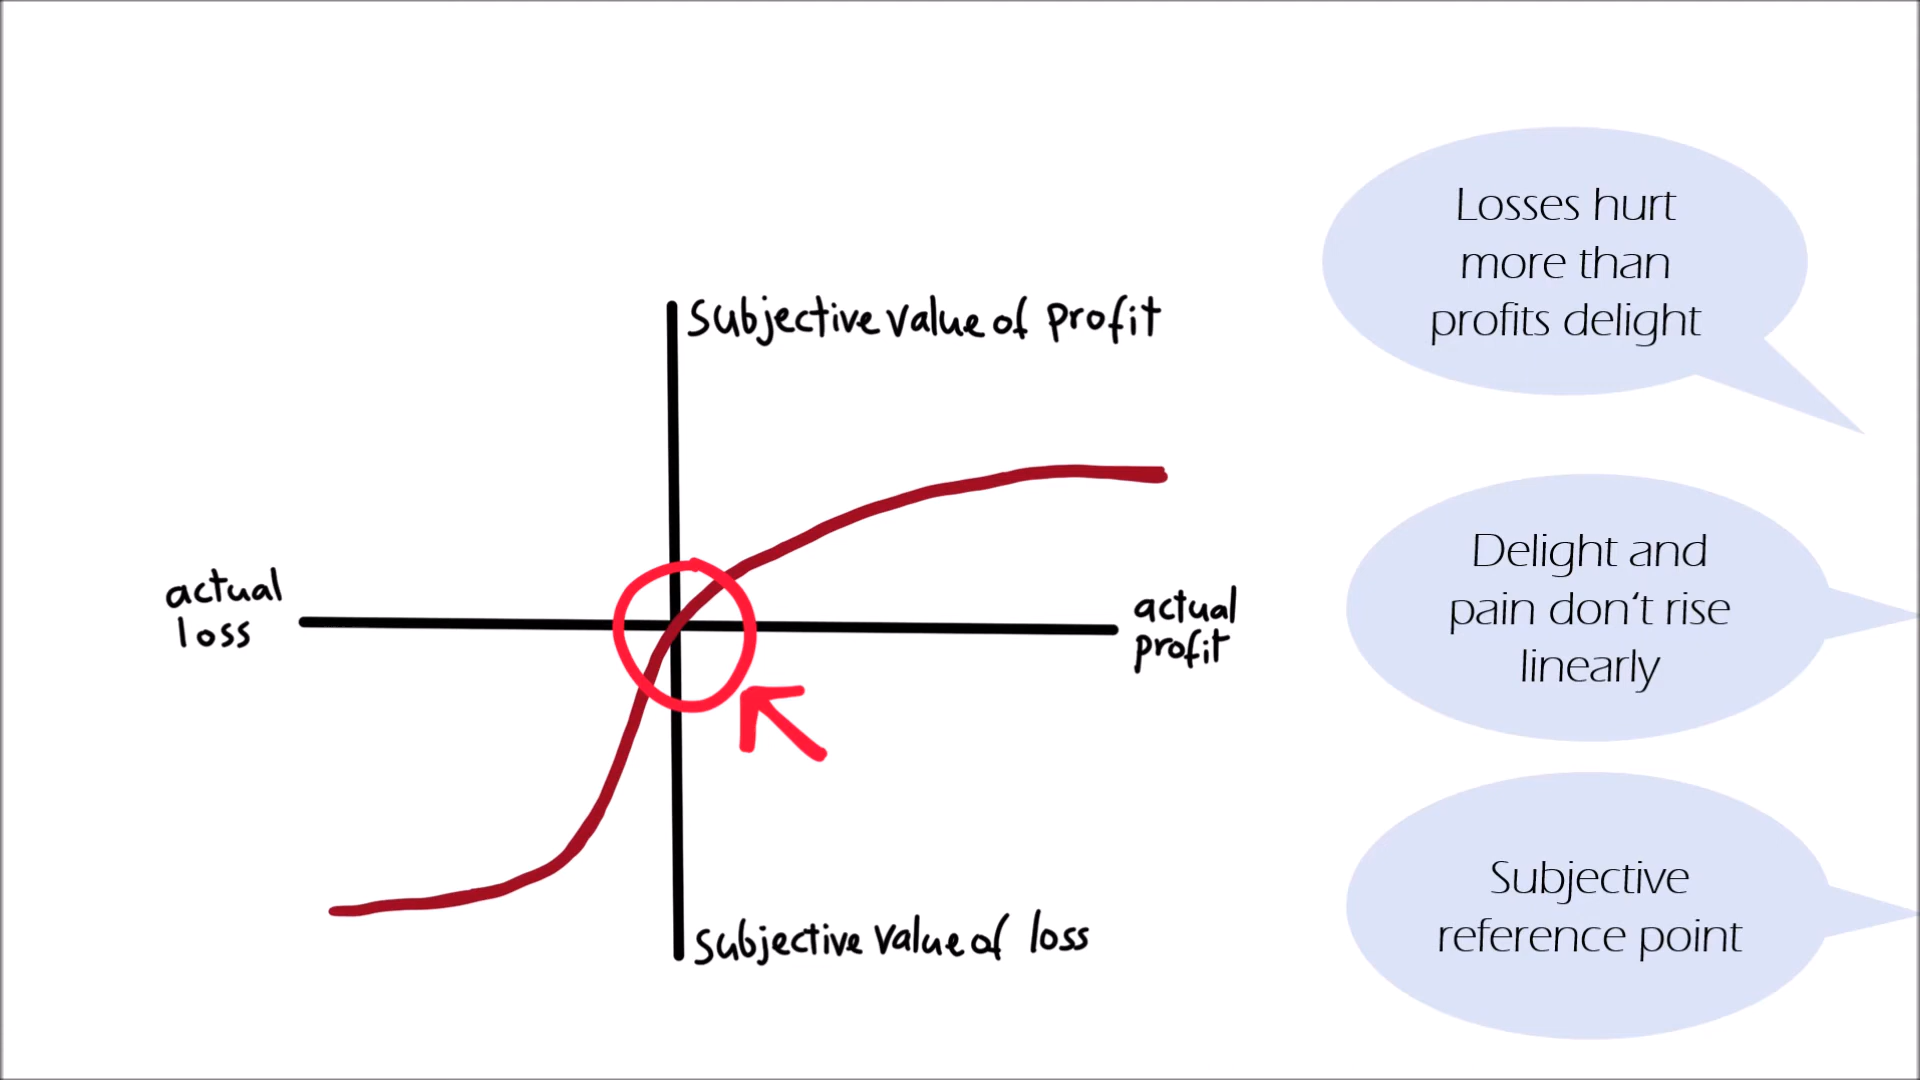 Subjective value of profit
actual
loss
actual
profit
Subjective value of loss
Losses hurt
more than
profits delight
Delight and
pain don‘t rise
linearly
Subjective
reference point